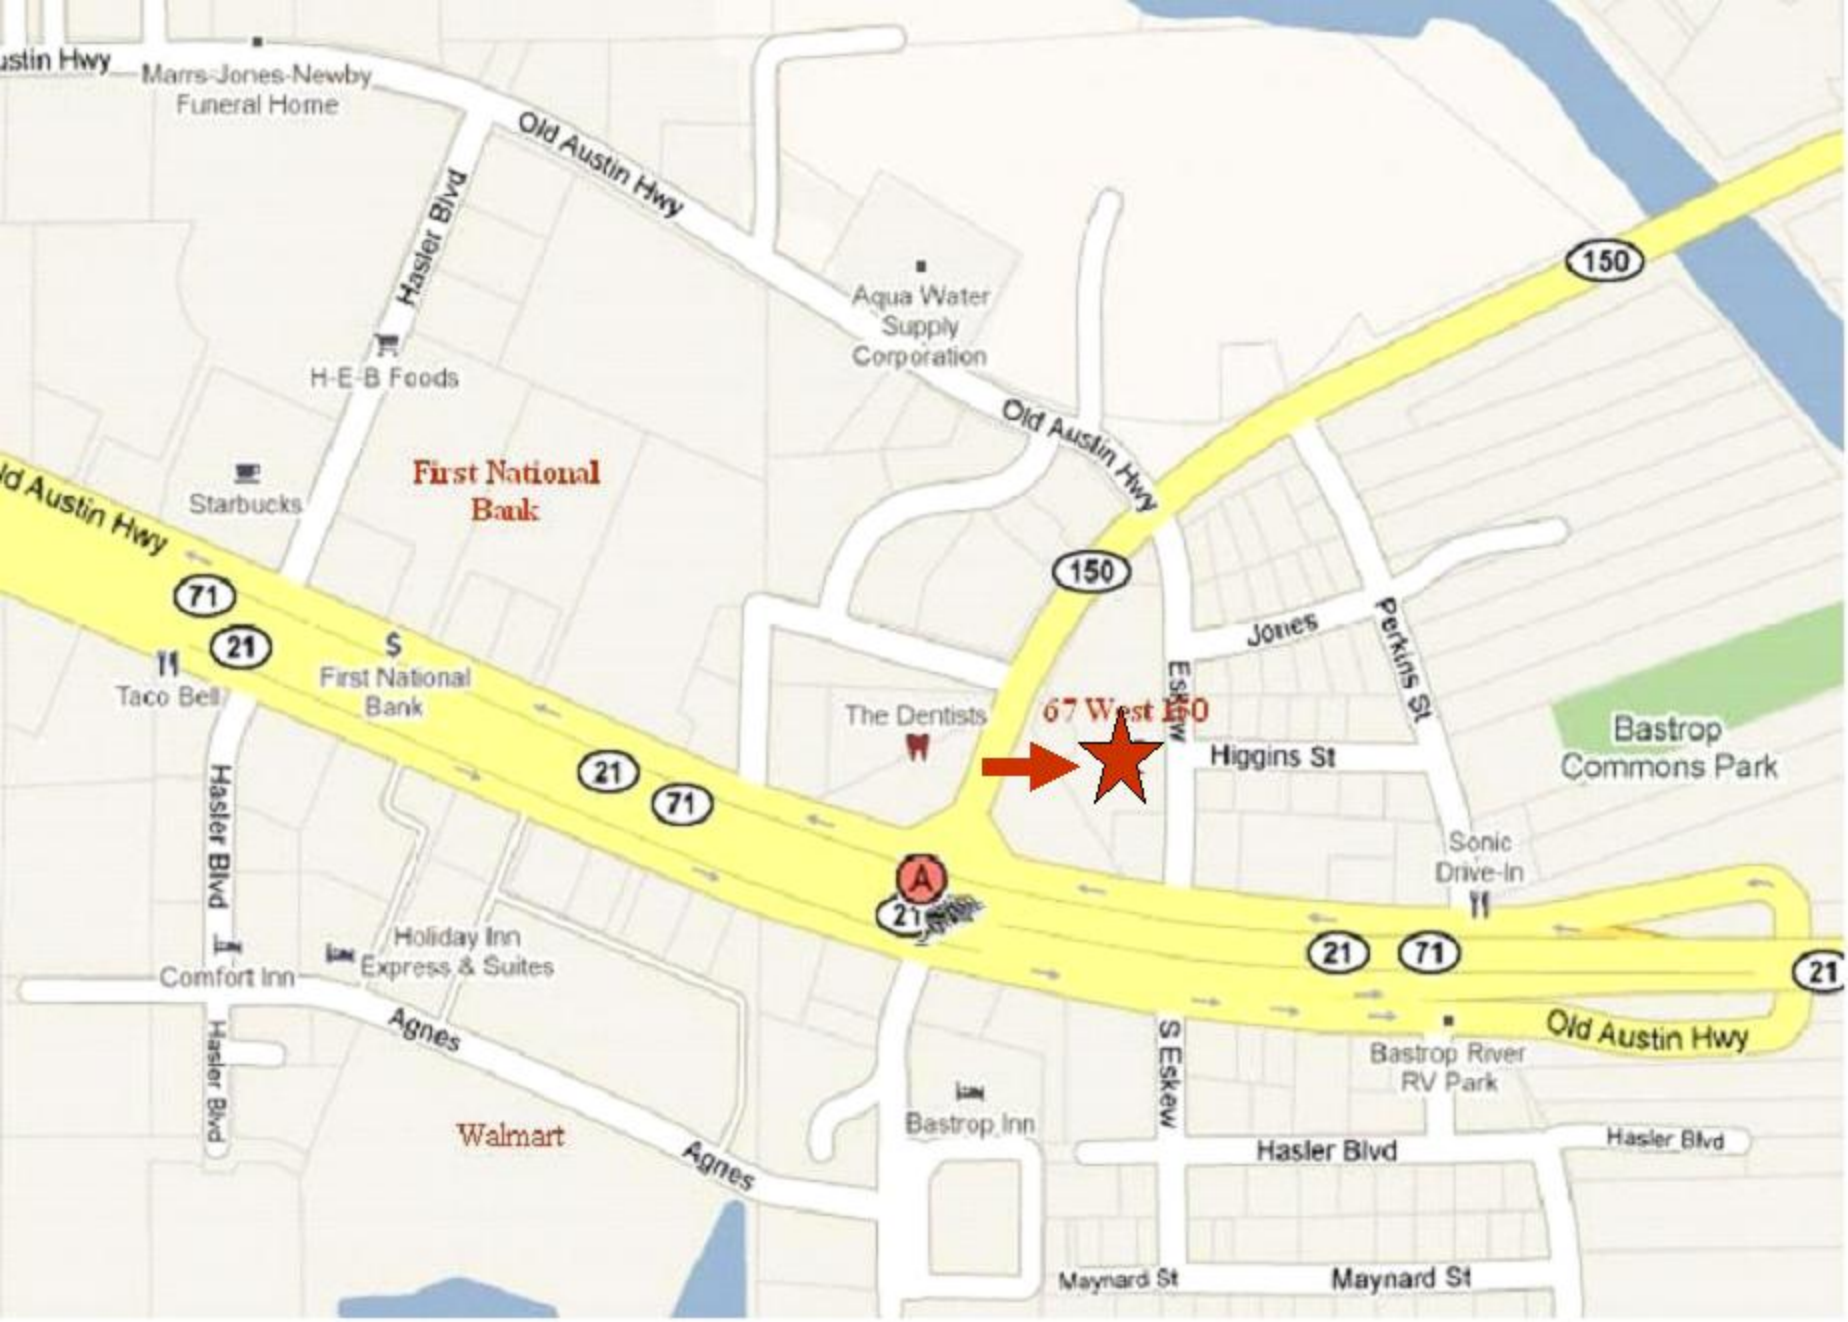 ustin Hwy
Marrs-Jones-Newby
Funeral Home
Old Austin Hwy
Hasler Blvd
150
Aqua Water
Supply
Corporation
H-E-B Foods
Old Austin Hwy
First National
Bank
Starbucks
ld Austin Hwy
150
71
21
Jones
Perkins St
Taco Bell
$
First National
Bank
The Dentists
67 West 150
Eskew
Higgins St
Bastrop
Commons Park
21
71
Hasler Blvd
Sonic
Drive-In
A
21
Holiday Inn
Express & Suites
Comfort Inn
21
71
21
Agnes
Hasler Blvd
S Eskew
Old Austin Hwy
Bastrop River
RV Park
Bastrop Inn
Walmart
Agnes
Hasler Blvd
Hasler Blvd
Maynard St
Maynard St